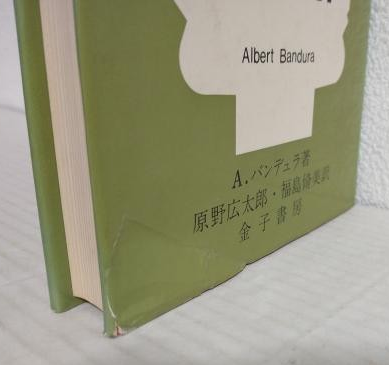 Albert Bandura
A.バンデュラ著
原野広太郎・福島脩美訳
金子書房